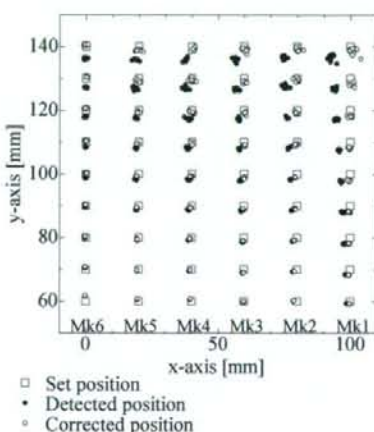 140
120
100
80
60
y-axis [mm]
Mk6 Mk5 Mk4 Mk3 Mk2 Mk1
0 50 100
x-axis [mm]
Set position
Detected position
Corrected position